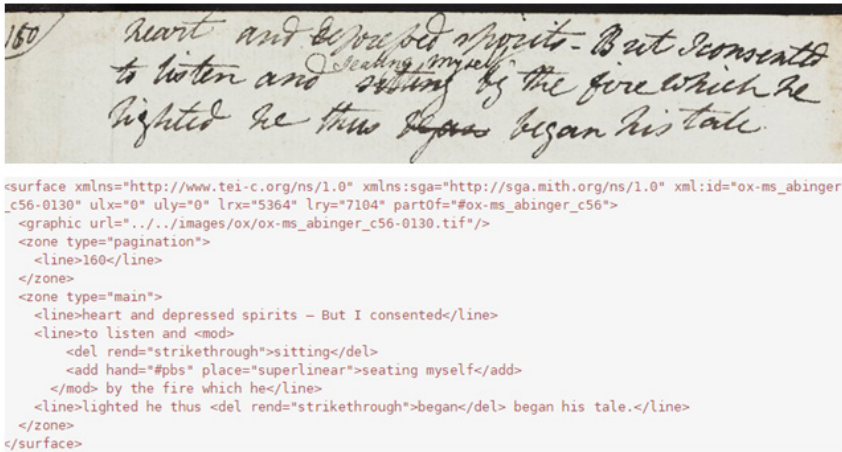 160
heart and depressed spirits - But I consented
seating myself
to listen and sitting by the fire which he
lighted he thus began began his tale
<surface xmlns="http://www.tei-c.org/ns/1.0" xmlns:sga="http://sga.mith.org/ns/1.0" xml:id="ox-ms_abinger
_c56-0130" ulx="0" uly="0" lrx="5364" lry="7104" partOf="#ox-ms_abinger_c56">
<graphic url="../../images/ox/ox-ms_abinger_c56-0130.tif"/>
<zone type="pagination">
<line>160</line>
</zone>
<zone type="main">
<line>heart and depressed spirits — But I consented</line>
<line>to listen and <mod>
<del rend="strikethrough">sitting</del>
<add hand="#pbs" place="superlinear">seating myself</add>
</mod> by the fire which he</line>
<line>lighted he thus <del rend="strikethrough">began</del> began his tale.</line>
</zone>
</surface>